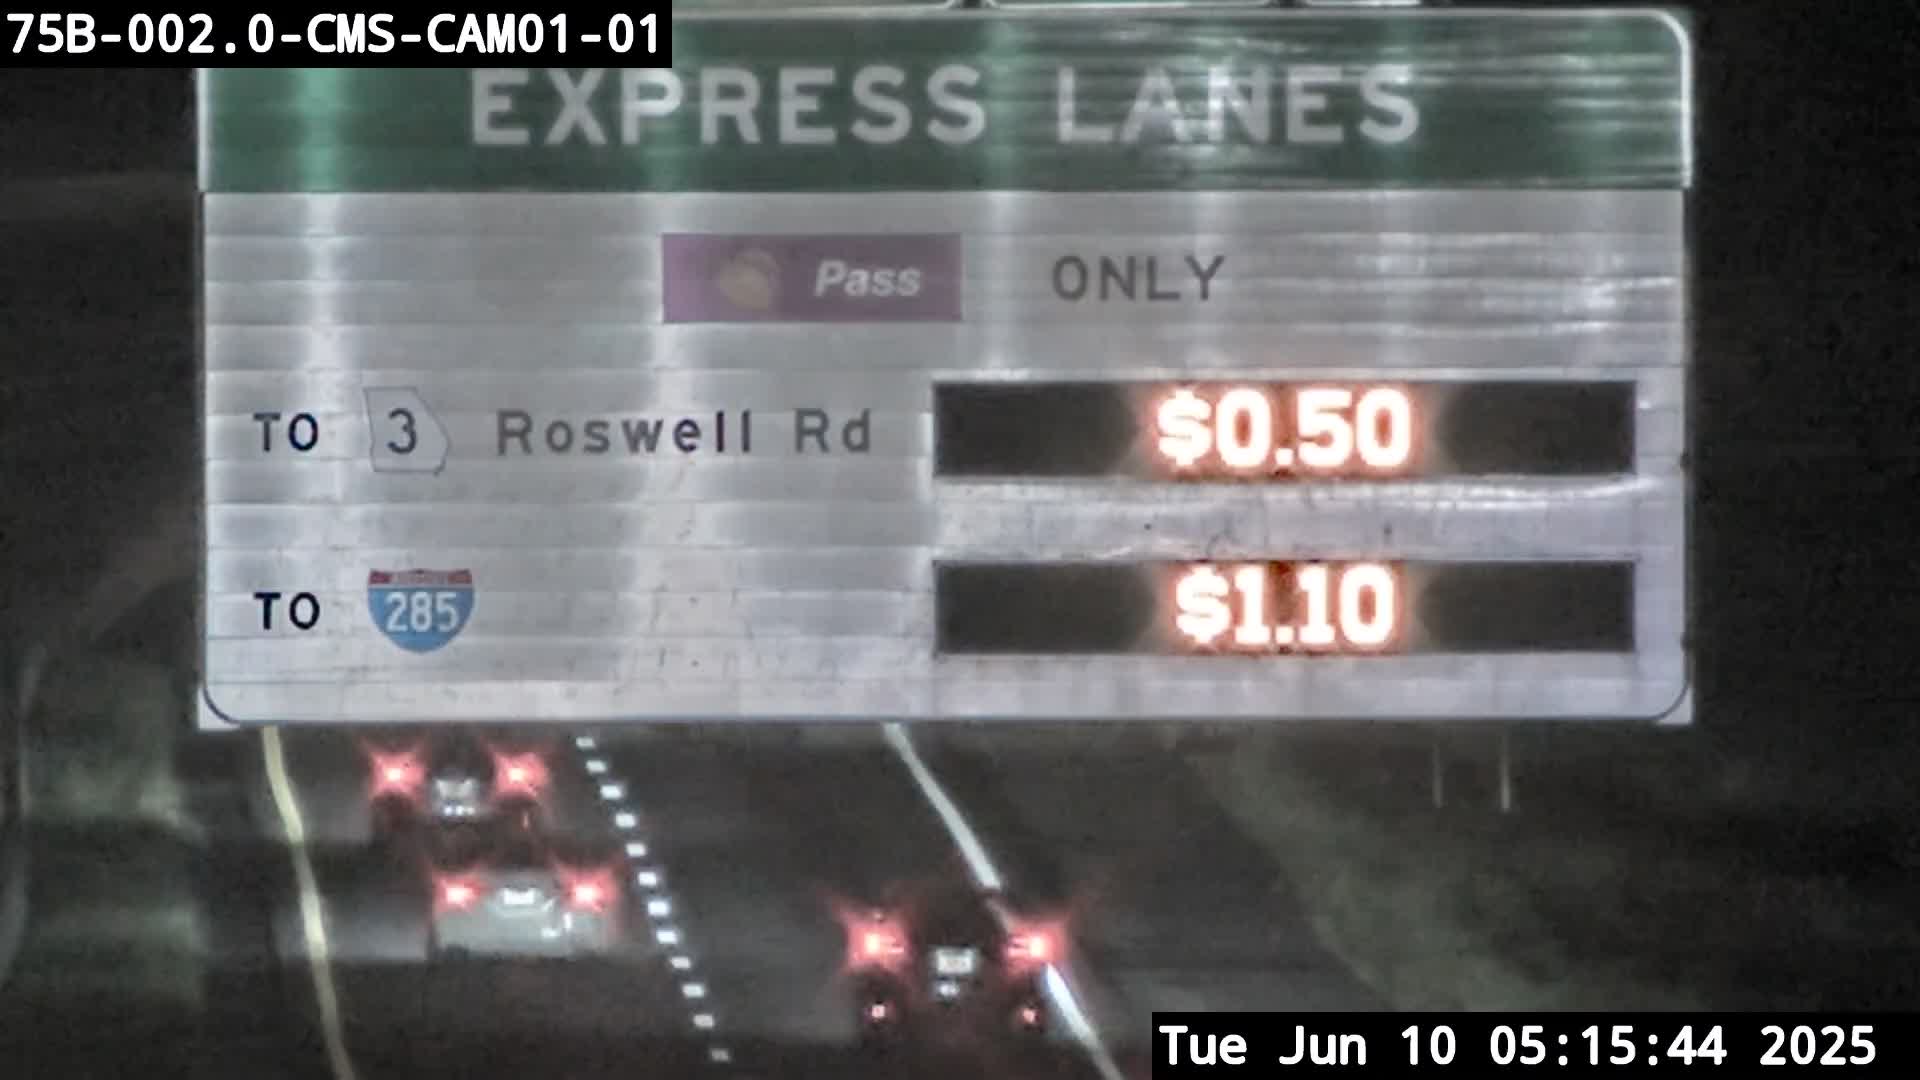 75B-002.0-CMS-CAM01-01
EXPRESS LANES
Pass ONLY
TO 3 Roswell Rd $0.50
TO 285 $1.10
Tue Jun 10 05:15:44 2025